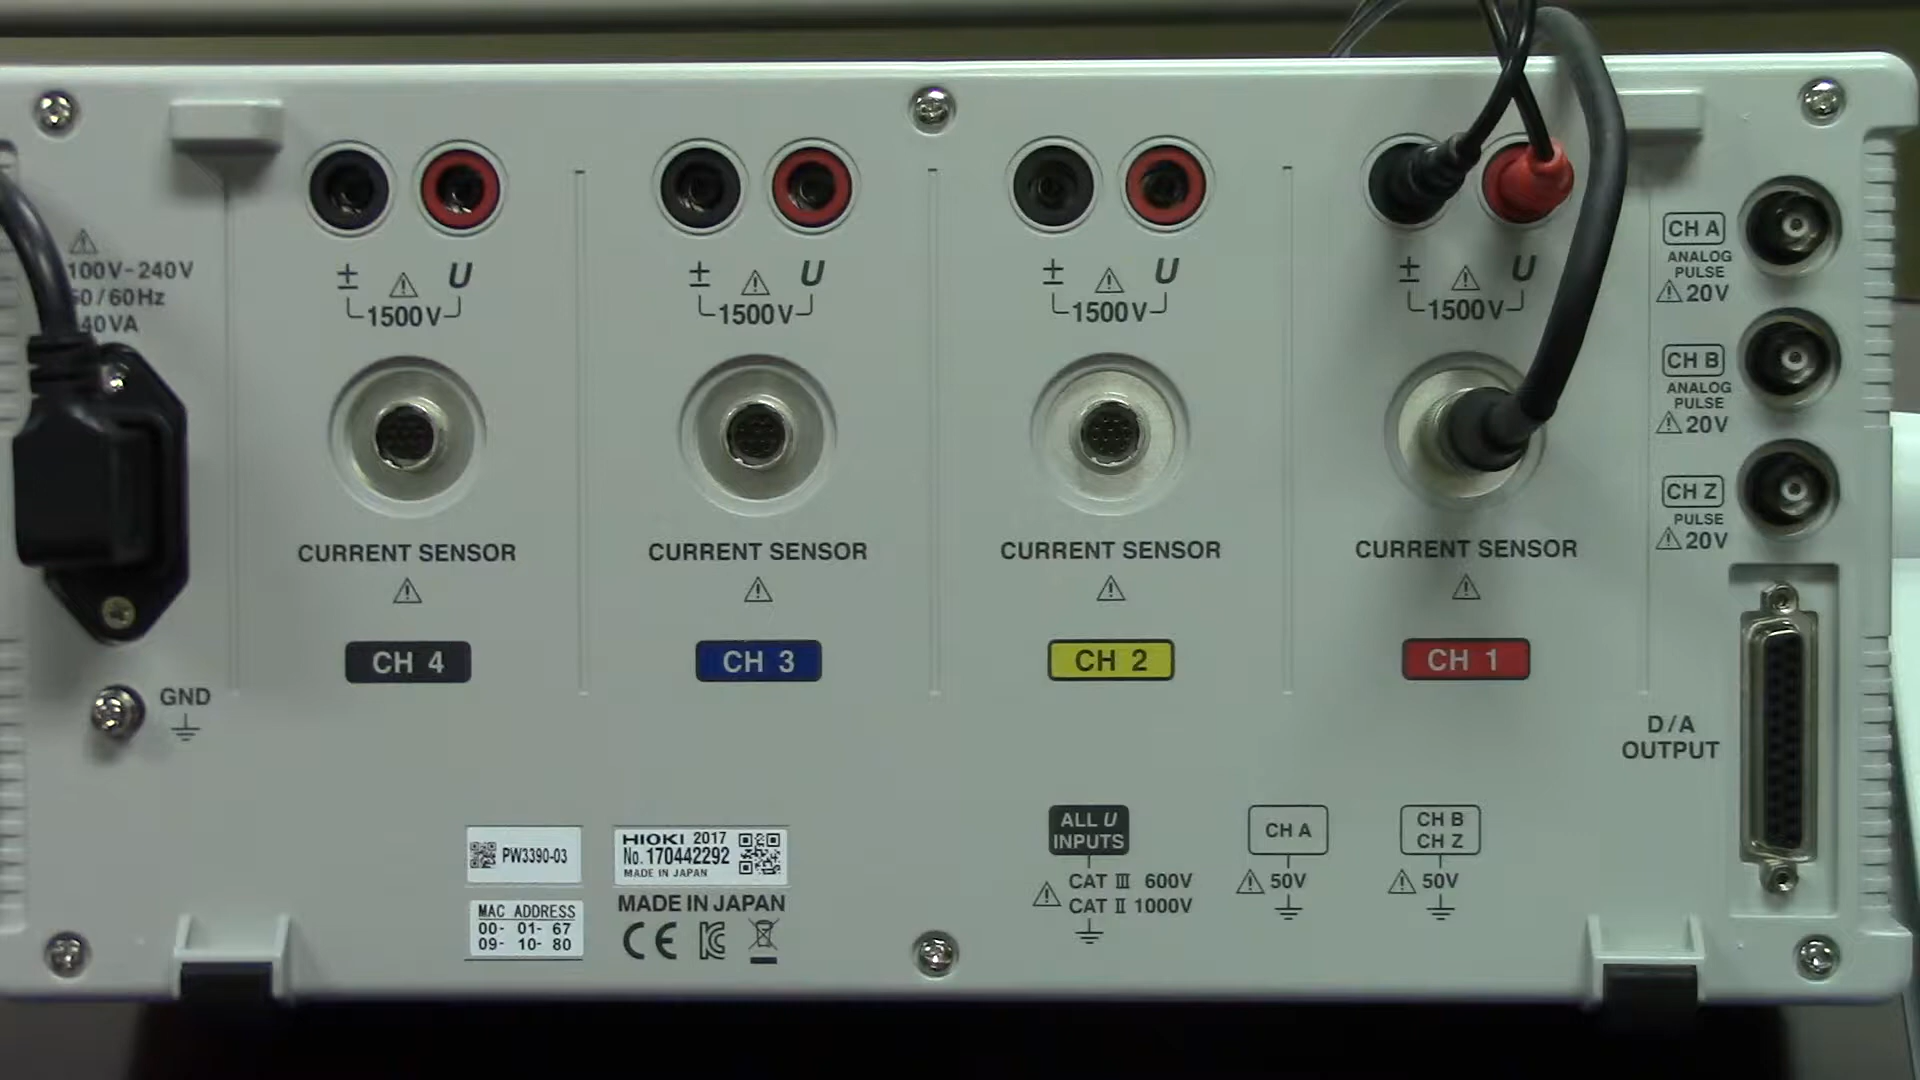 100V-240V
50/60Hz
40VA
± U
1500V
CURRENT SENSOR
CH 4
± U
1500V
CURRENT SENSOR
CH 3
± U
1500V
CURRENT SENSOR
CH 2
± U
1500V
CURRENT SENSOR
CH 1
CH A
ANALOG
PULSE
20V
CH B
ANALOG
PULSE
20V
CH Z
PULSE
20V
D/A
OUTPUT
GND
PW3390-03
MAC ADDRESS
00- 01- 67
09- 10- 80
HIOKI 2017
No. 170442292
MADE IN JAPAN
MADE IN JAPAN
CE
ALL U
INPUTS
CAT III 600V
CAT II 1000V
CH A
50V
CH B
CH Z
50V